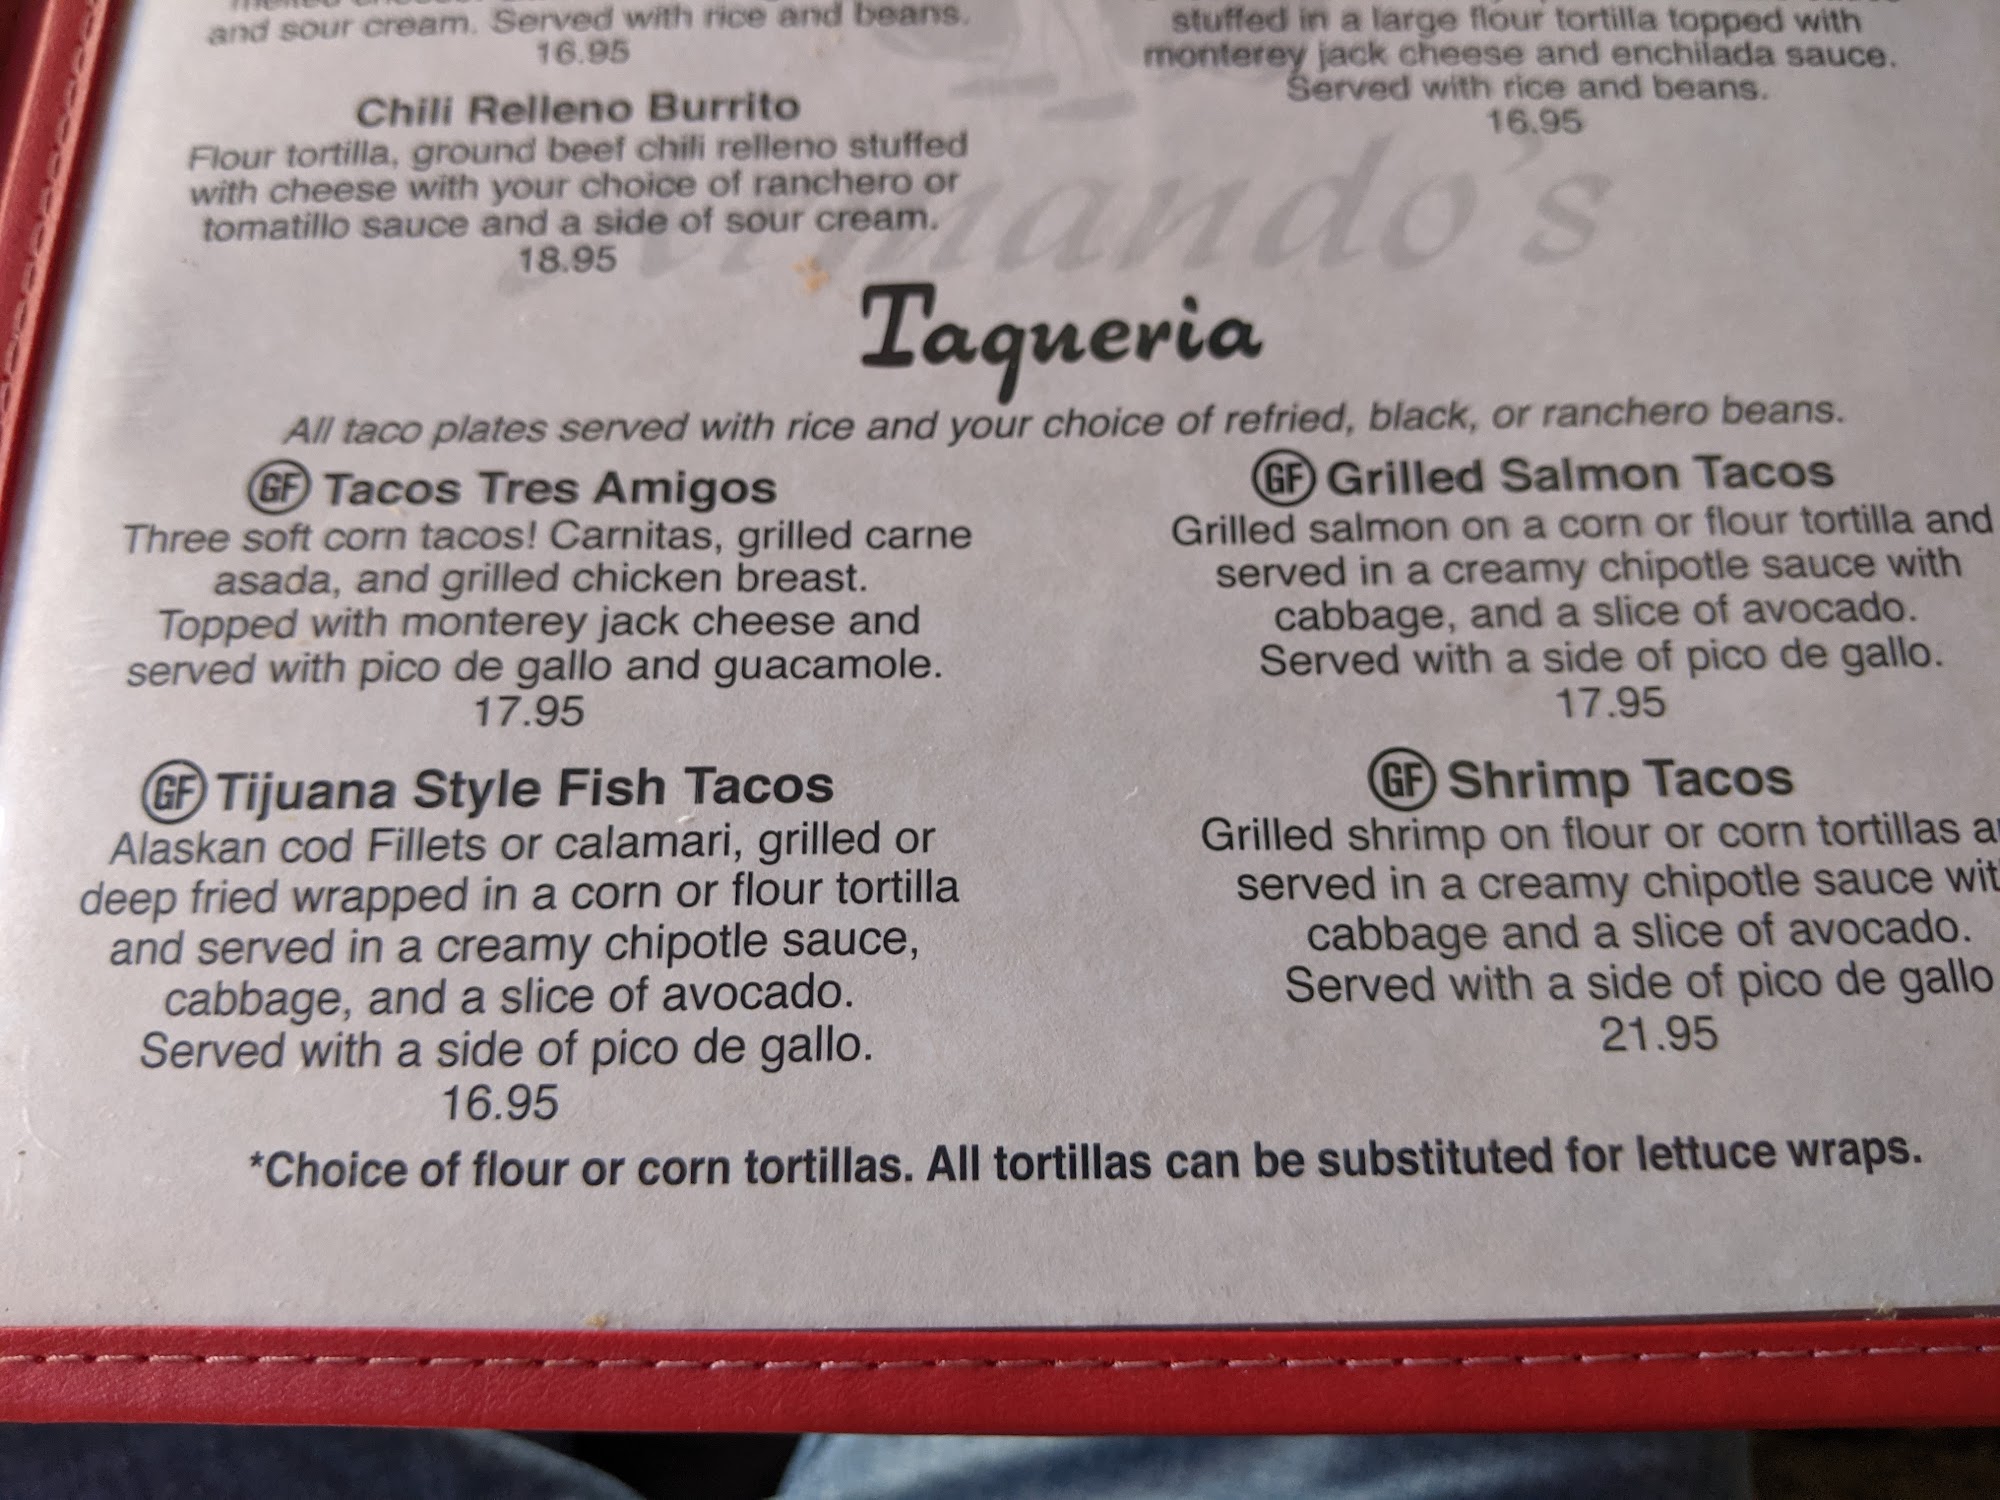 and sour cream. Served with rice and beans.
16.95
Chili Relleno Burrito
Flour tortilla, ground beef chili relleno stuffed
with cheese with your choice of ranchero or
tomatillo sauce and a side of sour cream.
18.95
stuffed in a large flour tortilla topped with
monterey jack cheese and enchilada sauce.
Served with rice and beans.
16.95
Armando's
Taqueria
All taco plates served with rice and your choice of refried, black, or ranchero beans.
GF Tacos Tres Amigos
Three soft corn tacos! Carnitas, grilled carne
asada, and grilled chicken breast.
Topped with monterey jack cheese and
served with pico de gallo and guacamole.
17.95
GF Tijuana Style Fish Tacos
Alaskan cod Fillets or calamari, grilled or
deep fried wrapped in a corn or flour tortilla
and served in a creamy chipotle sauce,
cabbage, and a slice of avocado.
Served with a side of pico de gallo.
16.95
GF Grilled Salmon Tacos
Grilled salmon on a corn or flour tortilla and
served in a creamy chipotle sauce with
cabbage, and a slice of avocado.
Served with a side of pico de gallo.
17.95
GF Shrimp Tacos
Grilled shrimp on flour or corn tortillas
served in a creamy chipotle sauce
cabbage and a slice of avocado.
Served with a side of pico de gallo
21.95
*Choice of flour or corn tortillas. All tortillas can be substituted for lettuce wraps.